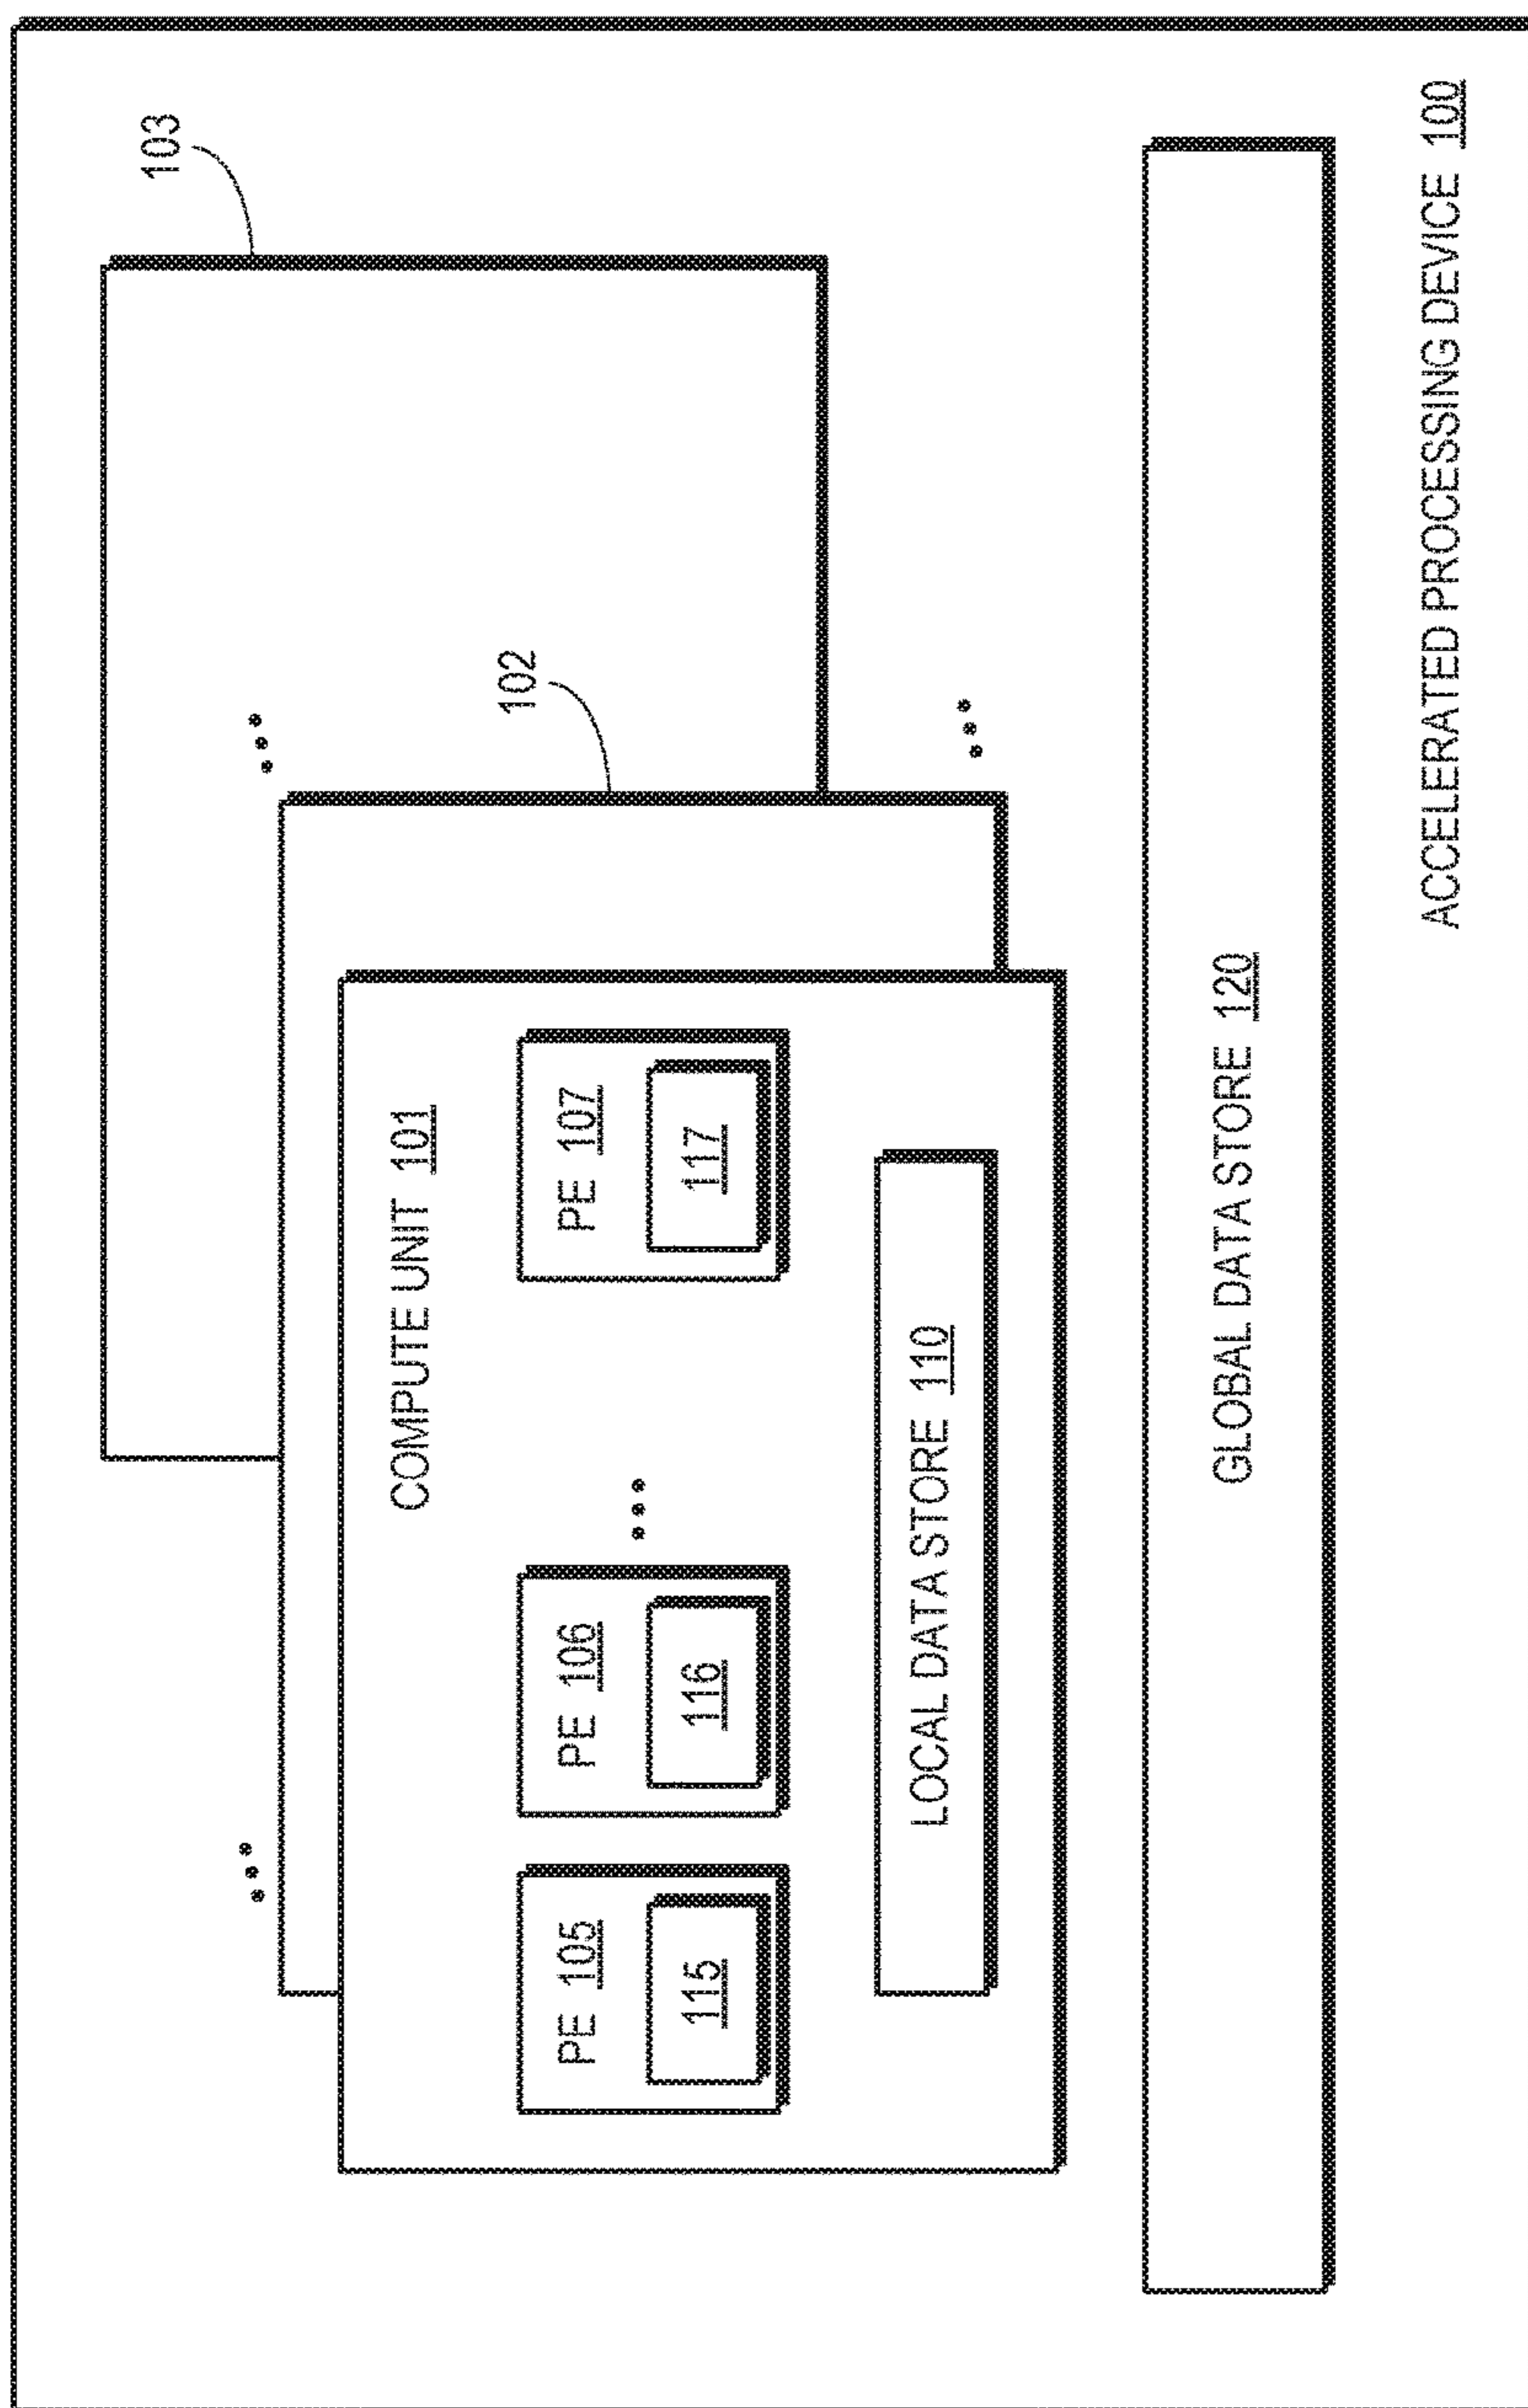 103
102
COMPUTE UNIT 101
PE 105
PE 106
PE 107
115
116
117
LOCAL DATA STORE 110
GLOBAL DATA STORE 120
ACCELERATED PROCESSING DEVICE 100